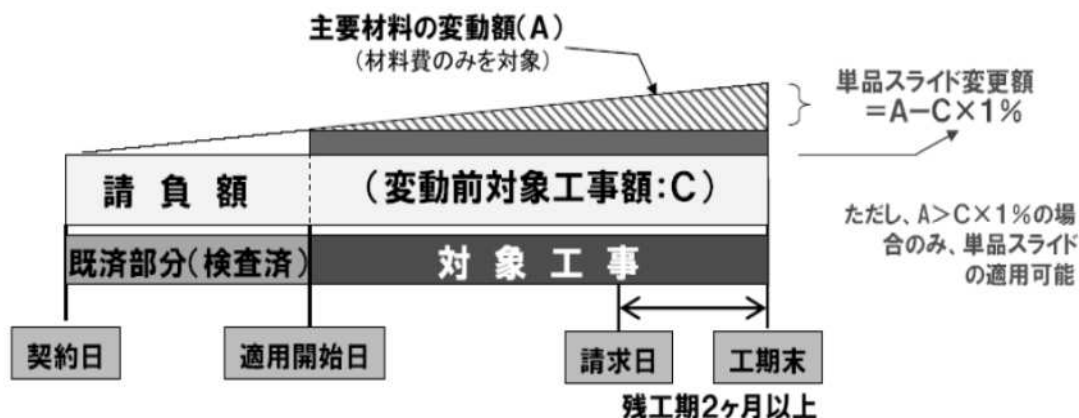 主要材料の変動額(A)
(材料費のみを対象)
単品スライド変更額
=A-C×1%
請負額
(変動前対象工事額:C)
ただし、A>C×1%の場
合のみ、単品スライド
の適用可能
既済部分(検査済)
対象工事
契約日
適用開始日
請求日
工期末
残工期2ヶ月以上